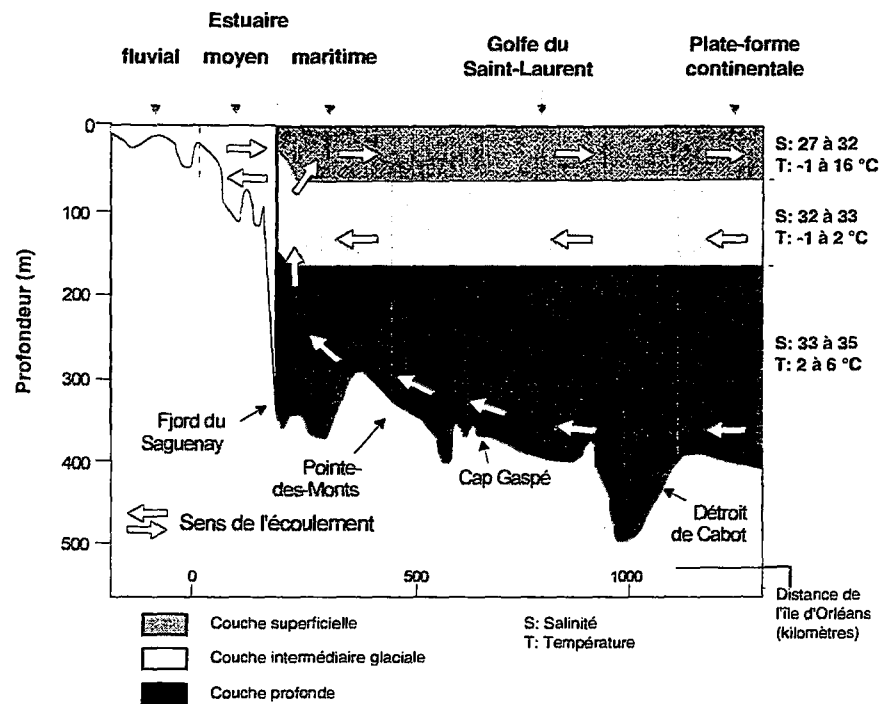 Estuaire
fluvial moyen maritime
Golfe du
Saint-Laurent
Plate-forme
continentale
Profondeur (m)
0
100
200
300
400
500
S: 27 à 32
T: -1 à 16 °C
S: 32 à 33
T: -1 à 2 °C
S: 33 à 35
T: 2 à 6 °C
Fjord du
Saguenay
Pointe-
des-Monts
Cap Gaspé
Détroit
de Cabot
Sens de l'écoulement
0 500 1000
Distance de
l'île d'Orléans
(kilomètres)
Couche superficielle
Couche intermédiaire glaciale
Couche profonde
S: Salinité
T: Température